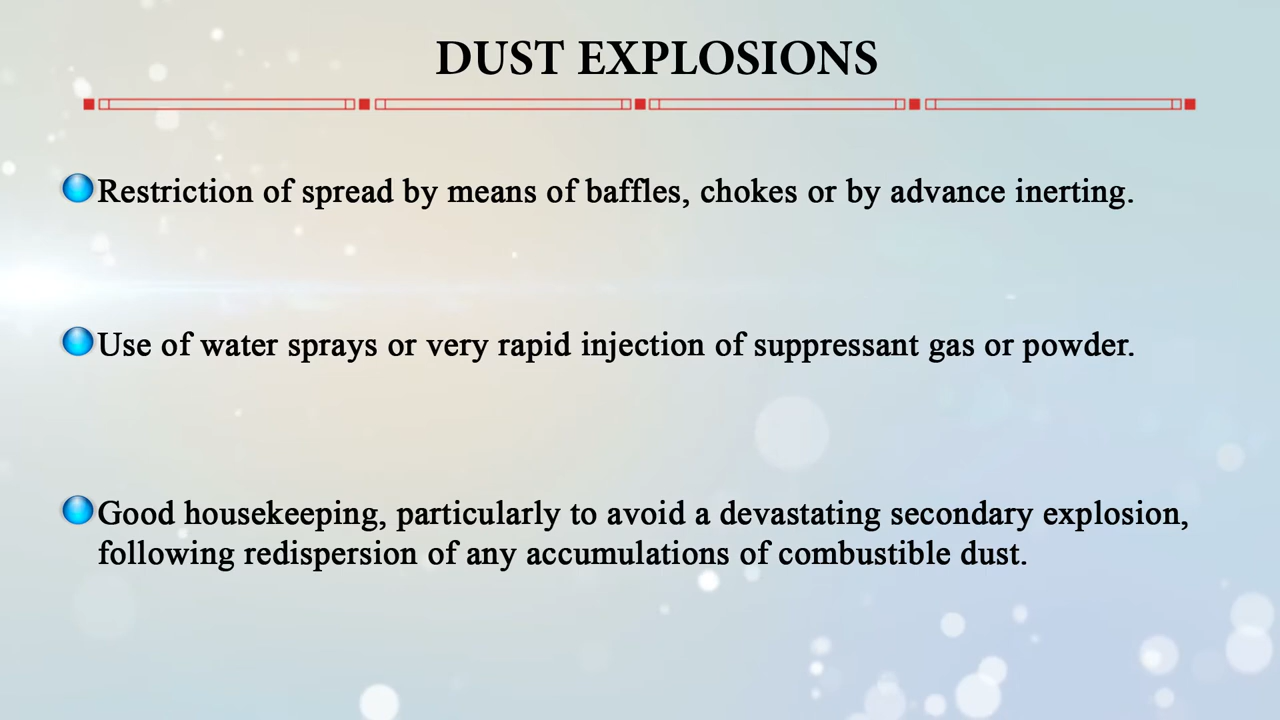 DUST EXPLOSIONS
Restriction of spread by means of baffles, chokes or by advance inerting.
Use of water sprays or very rapid injection of suppressant gas or powder.
Good housekeeping, particularly to avoid a devastating secondary explosion,
following redispersion of any accumulations of combustible dust.